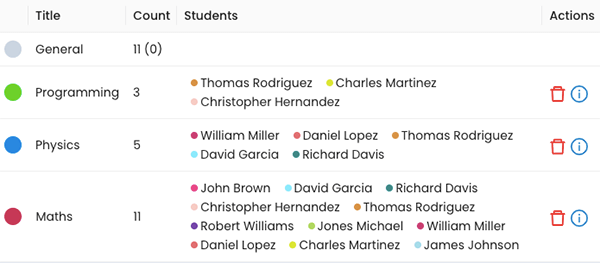 Title Count Students Actions
General 11 (0)
Programming 3 Thomas Rodriguez Charles Martinez
Christopher Hernandez
Physics 5 William Miller Daniel Lopez Thomas Rodriguez
David Garcia Richard Davis
Maths 11 John Brown David Garcia Richard Davis
Christopher Hernandez Thomas Rodriguez
Robert Williams Jones Michael William Miller
Daniel Lopez Charles Martinez James Johnson